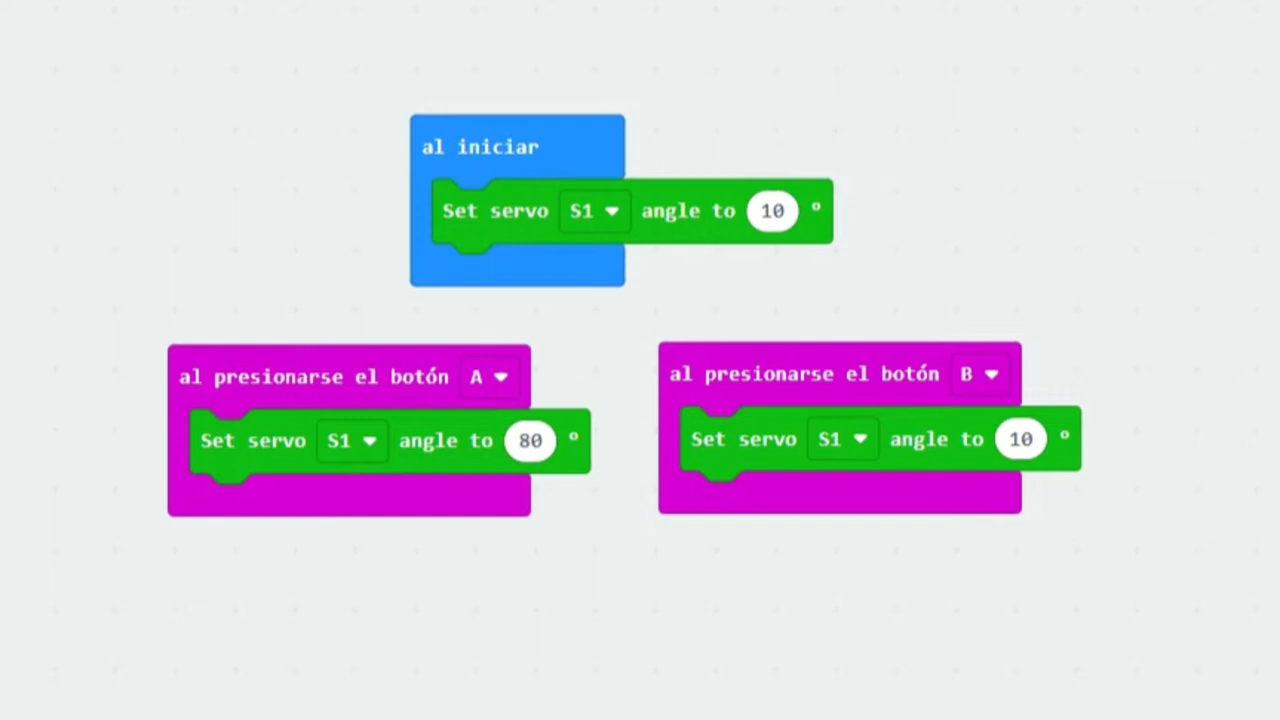 al iniciar
Set servo S1 angle to 10 °
al presionarse el botón A
Set servo S1 angle to 80 °
al presionarse el botón B
Set servo S1 angle to 10 °